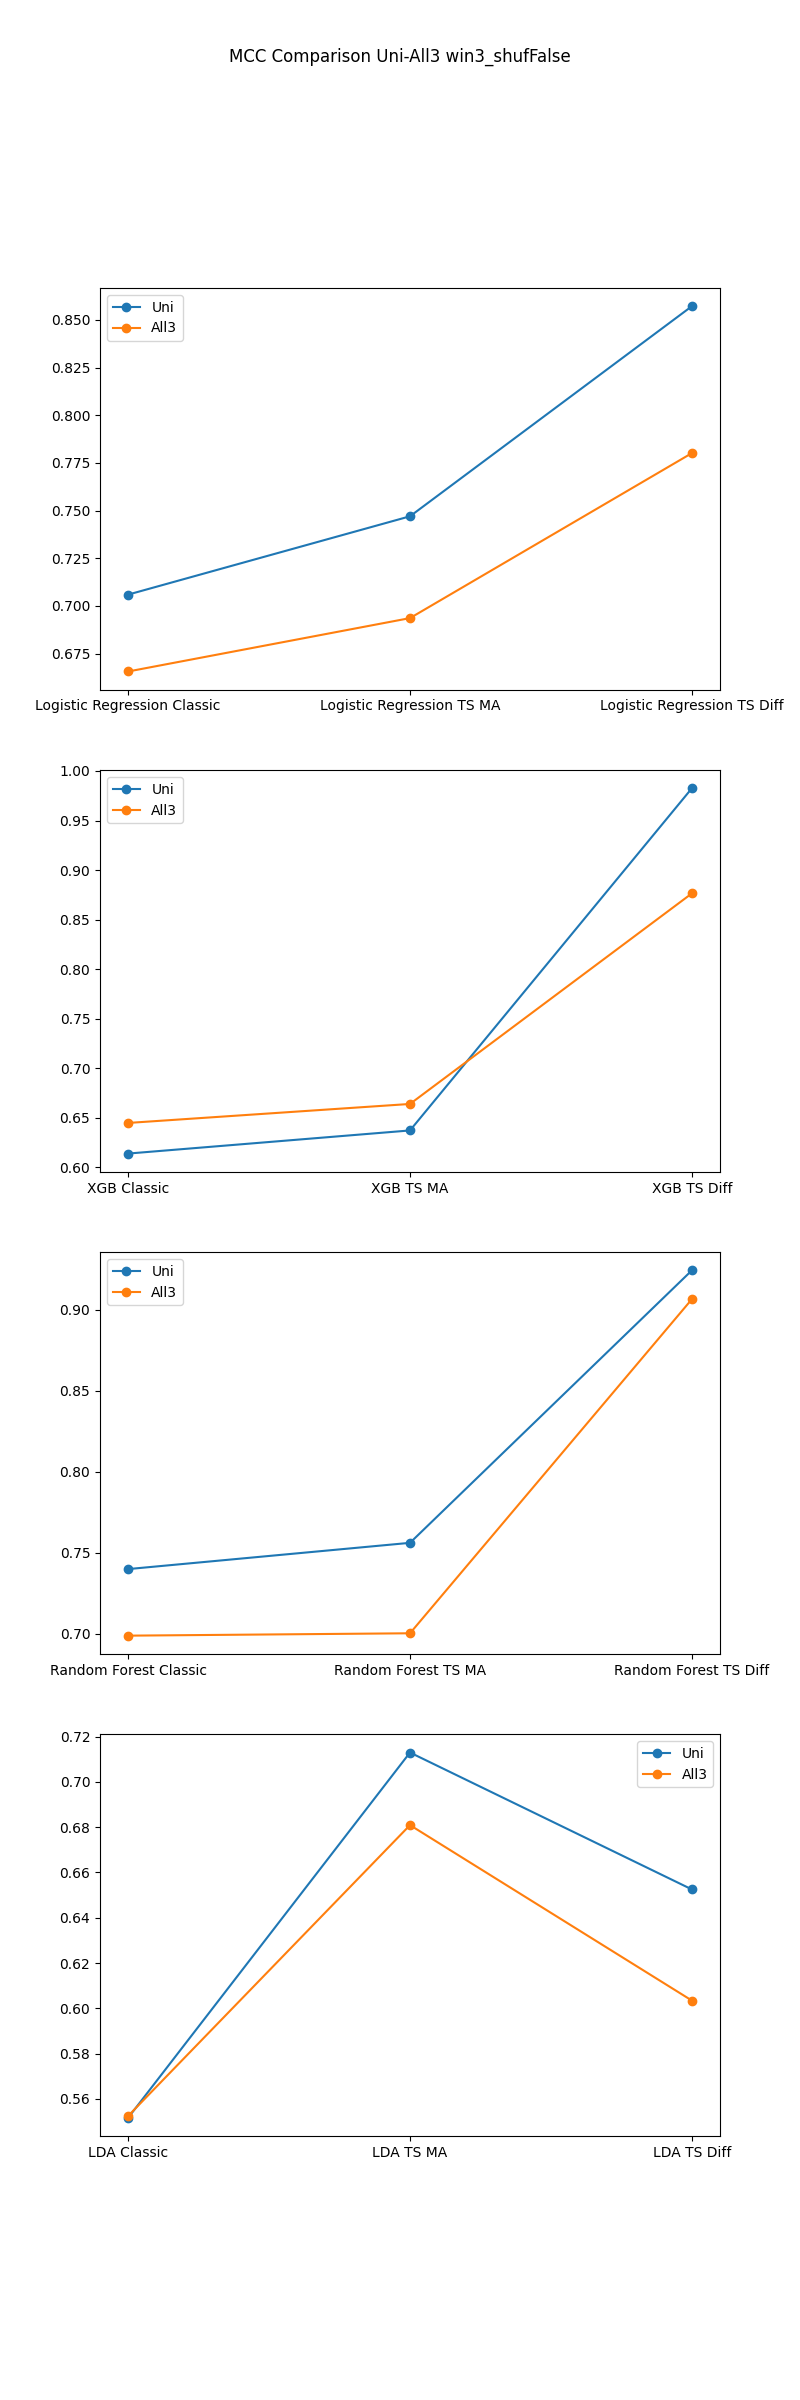 MCC Comparison Uni-All3 win3_shufFalse
Uni
All3
0.850
0.825
0.800
0.775
0.750
0.725
0.700
0.675
Logistic Regression Classic
Logistic Regression TS MA
Logistic Regression TS Diff
Uni
All3
1.00
0.95
0.90
0.85
0.80
0.75
0.70
0.65
0.60
XGB Classic
XGB TS MA
XGB TS Diff
Uni
All3
0.90
0.85
0.80
0.75
0.70
Random Forest Classic
Random Forest TS MA
Random Forest TS Diff
Uni
All3
0.72
0.70
0.68
0.66
0.64
0.62
0.60
0.58
0.56
LDA Classic
LDA TS MA
LDA TS Diff